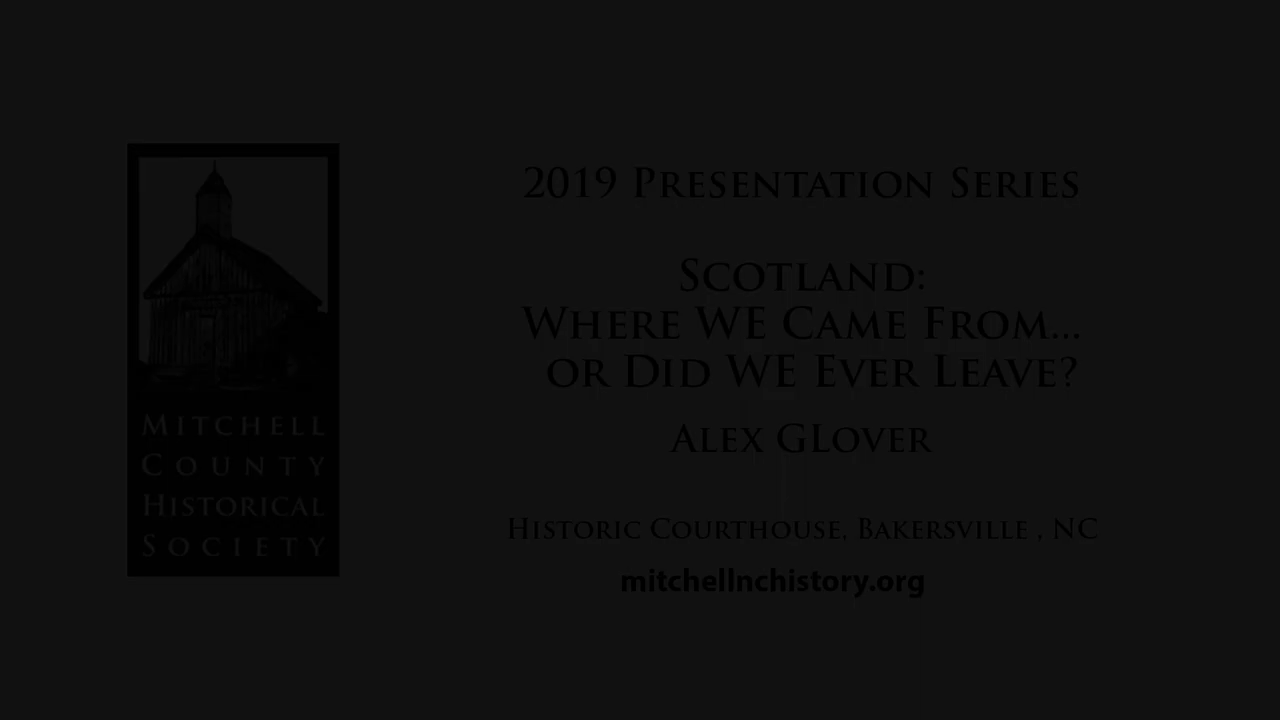 Mitchell
County
Historical
Society
2019 Presentation Series
Scotland:
Where WE Came From...
or Did WE Ever Leave?
Alex GLover
Historic Courthouse, Bakersville , NC
mitchellnchistory.org